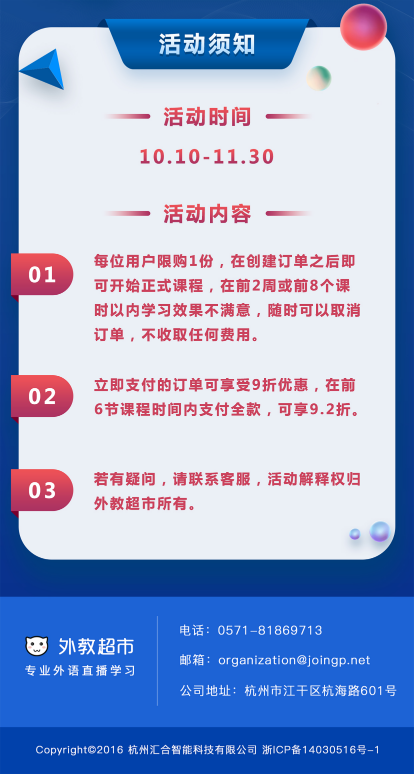 活动须知
活动时间
10.10-11.30
活动内容
01
每位用户限购1份，在创建订单之后即
可开始正式课程，在前2周或前8个课
时以内学习效果不满意，随时可以取消
订单，不收取任何费用。
02
立即支付的订单可享受9折优惠，在前
6节课程时间内支付全款，可享9.2折。
03
若有疑问，请联系客服，活动解释权归
外教超市所有。
外教超市
专业外语直播学习
电话：0571-81869713
邮箱：organization@joingp.net
公司地址：杭州市江干区杭海路601号
Copyright©2016 杭州汇合智能科技有限公司 浙ICP备14030516号-1